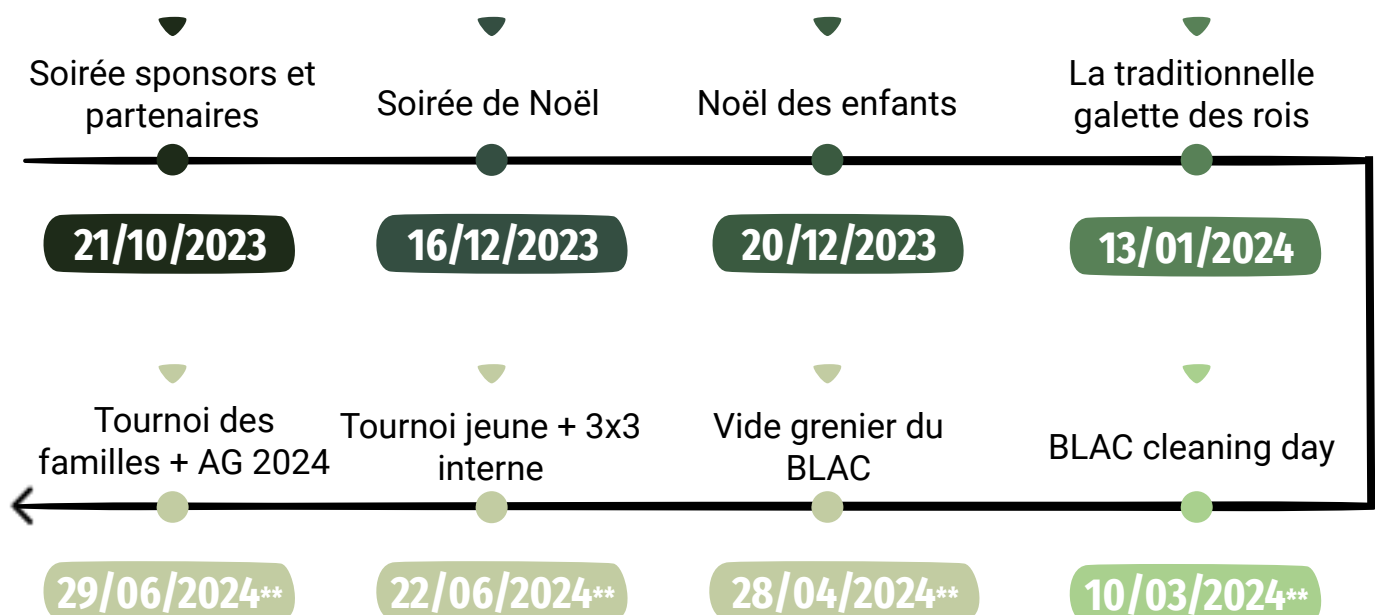 Soirée sponsors et
partenaires
21/10/2023
Soirée de Noël
16/12/2023
Noël des enfants
20/12/2023
La traditionnelle
galette des rois
13/01/2024
BLAC cleaning day
10/03/2024**
Vide grenier du
BLAC
28/04/2024**
Tournoi jeune + 3x3
interne
22/06/2024**
Tournoi des
familles + AG 2024
29/06/2024**